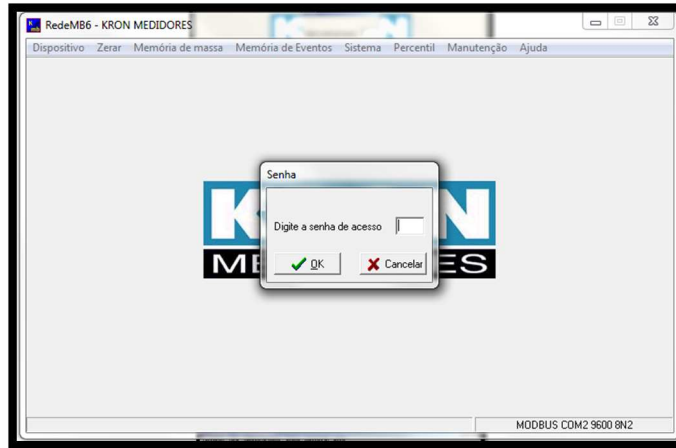 RedeMB6 - KRON MEDIDORES
Dispositivo Zerar Memória de massa Memória de Eventos Sistema Percentil Manutenção Ajuda
Senha
Digite a senha de acesso
OK Cancelar
MODBUS COM2 9600 8N2